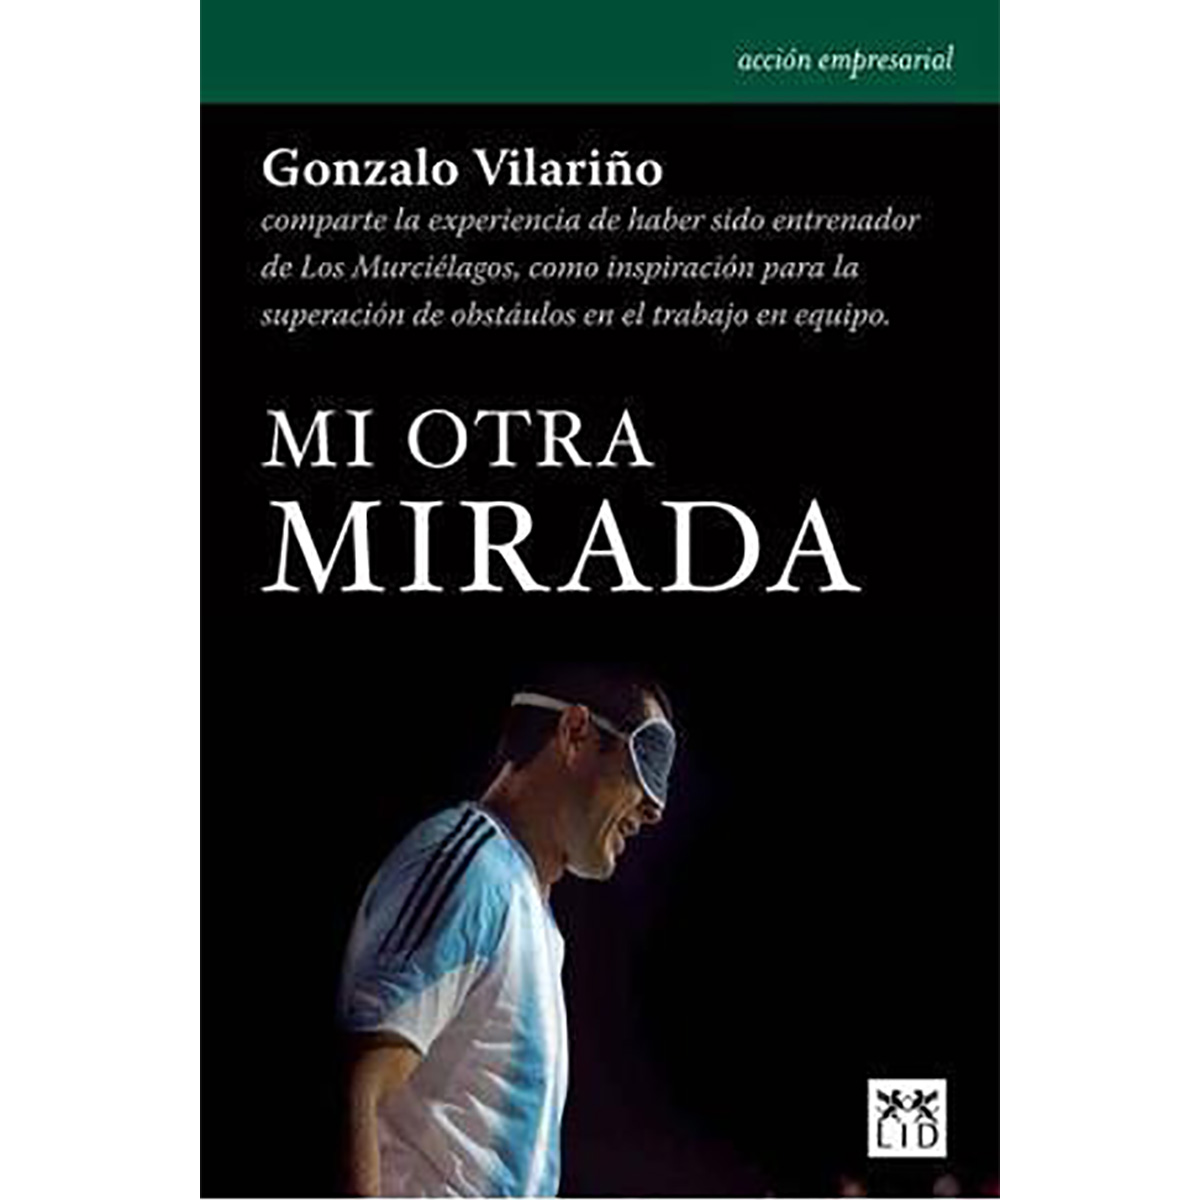 acción empresarial
Gonzalo Vilariño
comparte la experiencia de haber sido entrenador
de Los Murciélagos, como inspiración para la
superación de obstáulos en el trabajo en equipo.
MI OTRA
MIRADA
LID